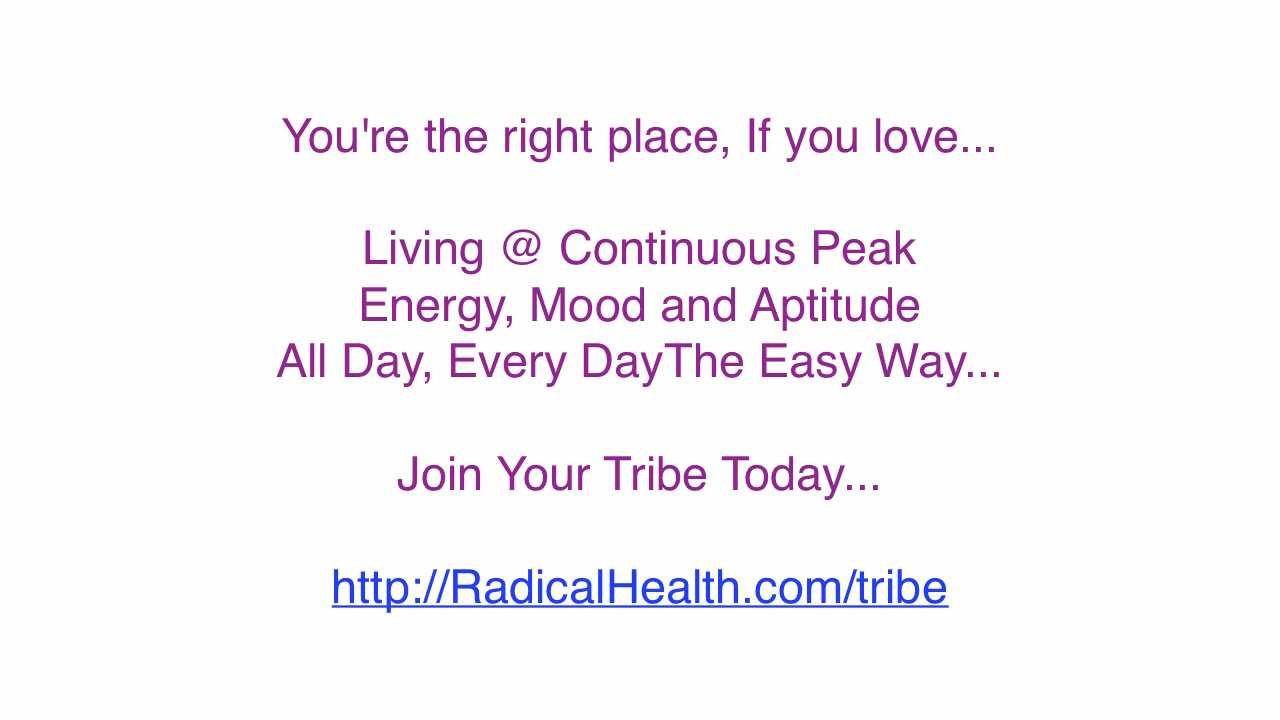 You're the right place, If you love...
Living @ Continuous Peak
Energy, Mood and Aptitude
All Day, Every DayThe Easy Way...
Join Your Tribe Today...
http://RadicalHealth.com/tribe